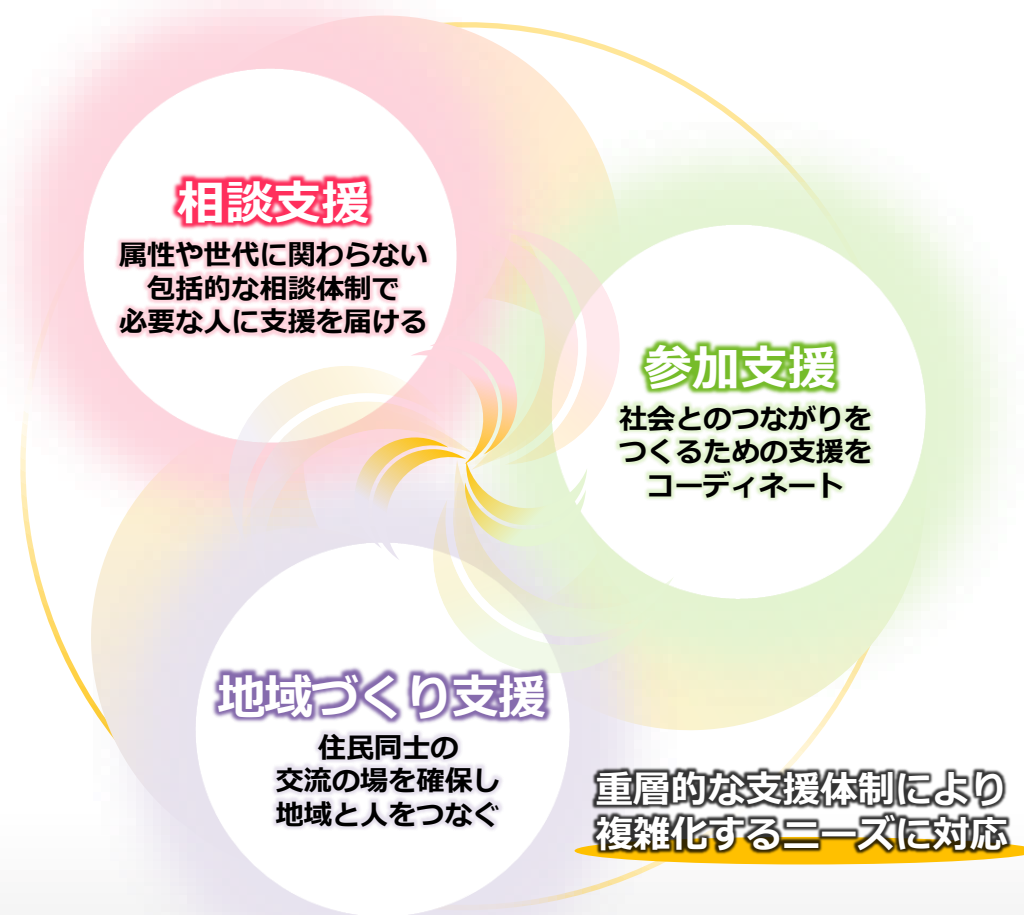 相談支援
属性や世代に関わらない
包括的な相談体制で
必要な人に支援を届ける
参加支援
社会とのつながりを
つくるための支援を
コーディネート
地域づくり支援
住民同士の
交流の場を確保し
地域と人をつなぐ
重層的な支援体制により
複雑化するニーズに対応